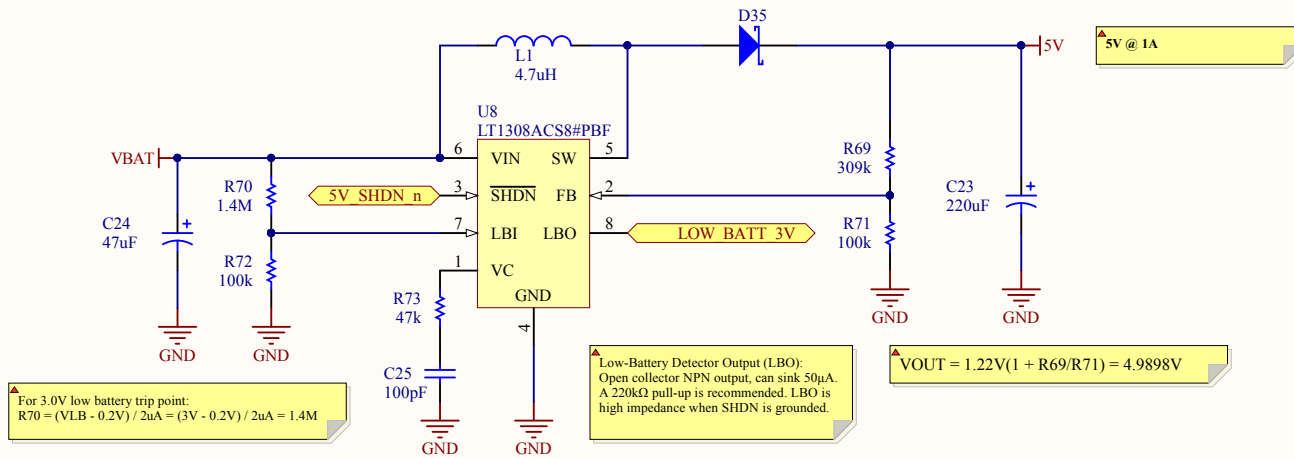 D35
5V
5V @ 1A
L1
4.7uH
U8
LT1308ACS8#PBF
VBAT
6
VIN
SW
5
R70
1.4M
5V_SHDN_n
3
SHDN
FB
2
R69
309k
C24
47uF
7
LBI
LBO
8
LOW_BATT_3V
R71
100k
C23
220uF
R72
100k
1
VC
GND
4
R73
47k
C25
100pF
GND
GND
GND
GND
GND
GND
For 3.0V low battery trip point:
R70 = (VLB - 0.2V) / 2uA = (3V - 0.2V) / 2uA = 1.4M
Low-Battery Detector Output (LBO):
Open collector NPN output, can sink 50µA.
A 220kΩ pull-up is recommended. LBO is
high impedance when SHDN is grounded.
VOUT = 1.22V(1 + R69/R71) = 4.9898V